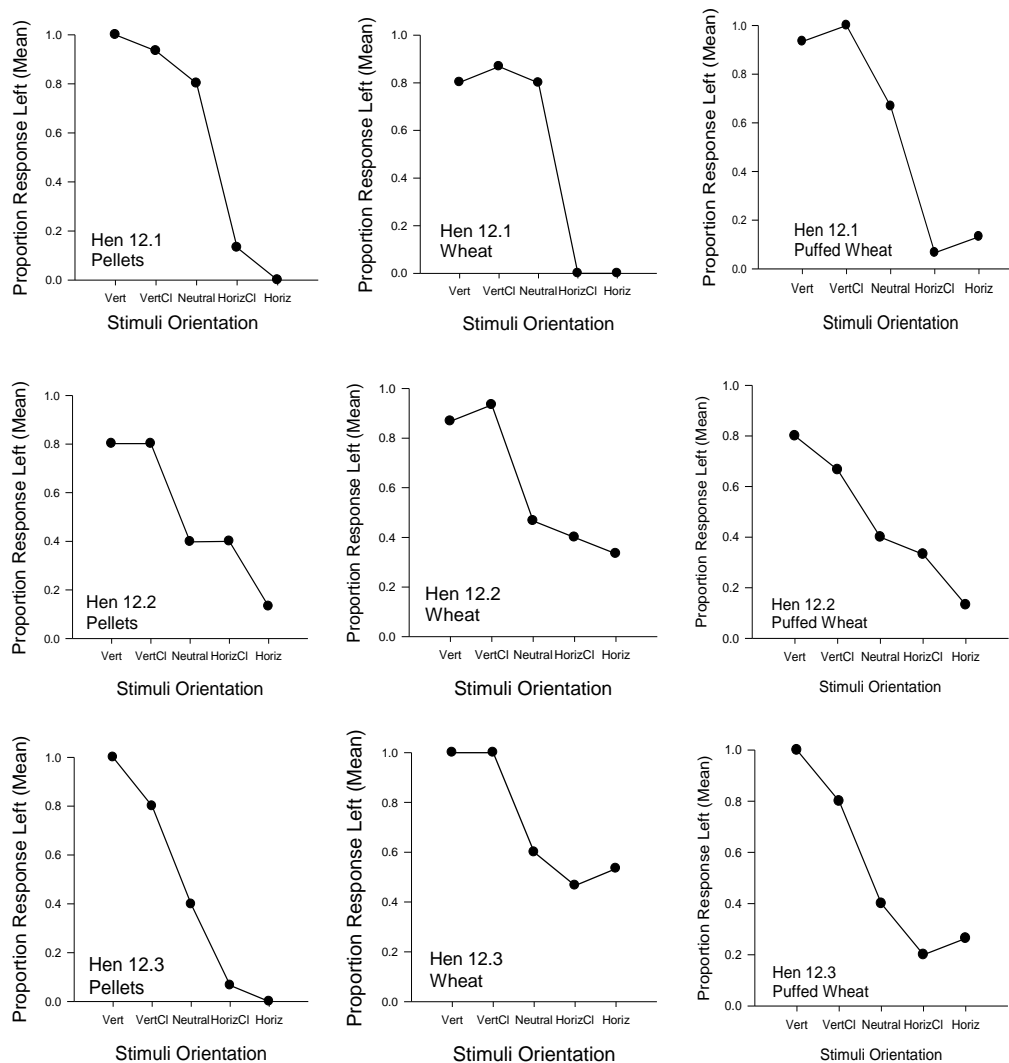 Proportion Response Left (Mean)
1.0
0.8
0.6
0.4
0.2
0.0
Hen 12.1
Pellets
Vert VertCl Neutral HorizCl Horiz
Stimuli Orientation
Proportion Response Left (Mean)
1.0
0.8
0.6
0.4
0.2
0.0
Hen 12.1
Wheat
Vert VertCl Neutral HorizCl Horiz
Stimuli Orientation
Proportion Response Left (Mean)
1.0
0.8
0.6
0.4
0.2
0.0
Hen 12.1
Puffed Wheat
Vert VertCl Neutral HorizCl Horiz
Stimuli Orientation
Proportion Response Left (Mean)
1.0
0.8
0.6
0.4
0.2
0.0
Hen 12.2
Pellets
Vert VertCl Neutral HorizCl Horiz
Stimuli Orientation
Proportion Response Left (Mean)
1.0
0.8
0.6
0.4
0.2
0.0
Hen 12.2
Wheat
Vert VertCl Neutral HorizCl Horiz
Stimuli Orientation
Proportion Response Left (Mean)
1.0
0.8
0.6
0.4
0.2
0.0
Hen 12.2
Puffed Wheat
Vert VertCl Neutral HorizCl Horiz
Stimuli Orientation
Proportion Response Left (Mean)
1.0
0.8
0.6
0.4
0.2
0.0
Hen 12.3
Pellets
Vert VertCl Neutral HorizCl Horiz
Stimuli Orientation
Proportion Response Left (Mean)
1.0
0.8
0.6
0.4
0.2
0.0
Hen 12.3
Wheat
Vert VertCl Neutral HorizCl Horiz
Stimuli Orientation
Proportion Response Left (Mean)
1.0
0.8
0.6
0.4
0.2
0.0
Hen 12.3
Puffed Wheat
Vert VertCl Neutral HorizCl Horiz
Stimuli Orientation